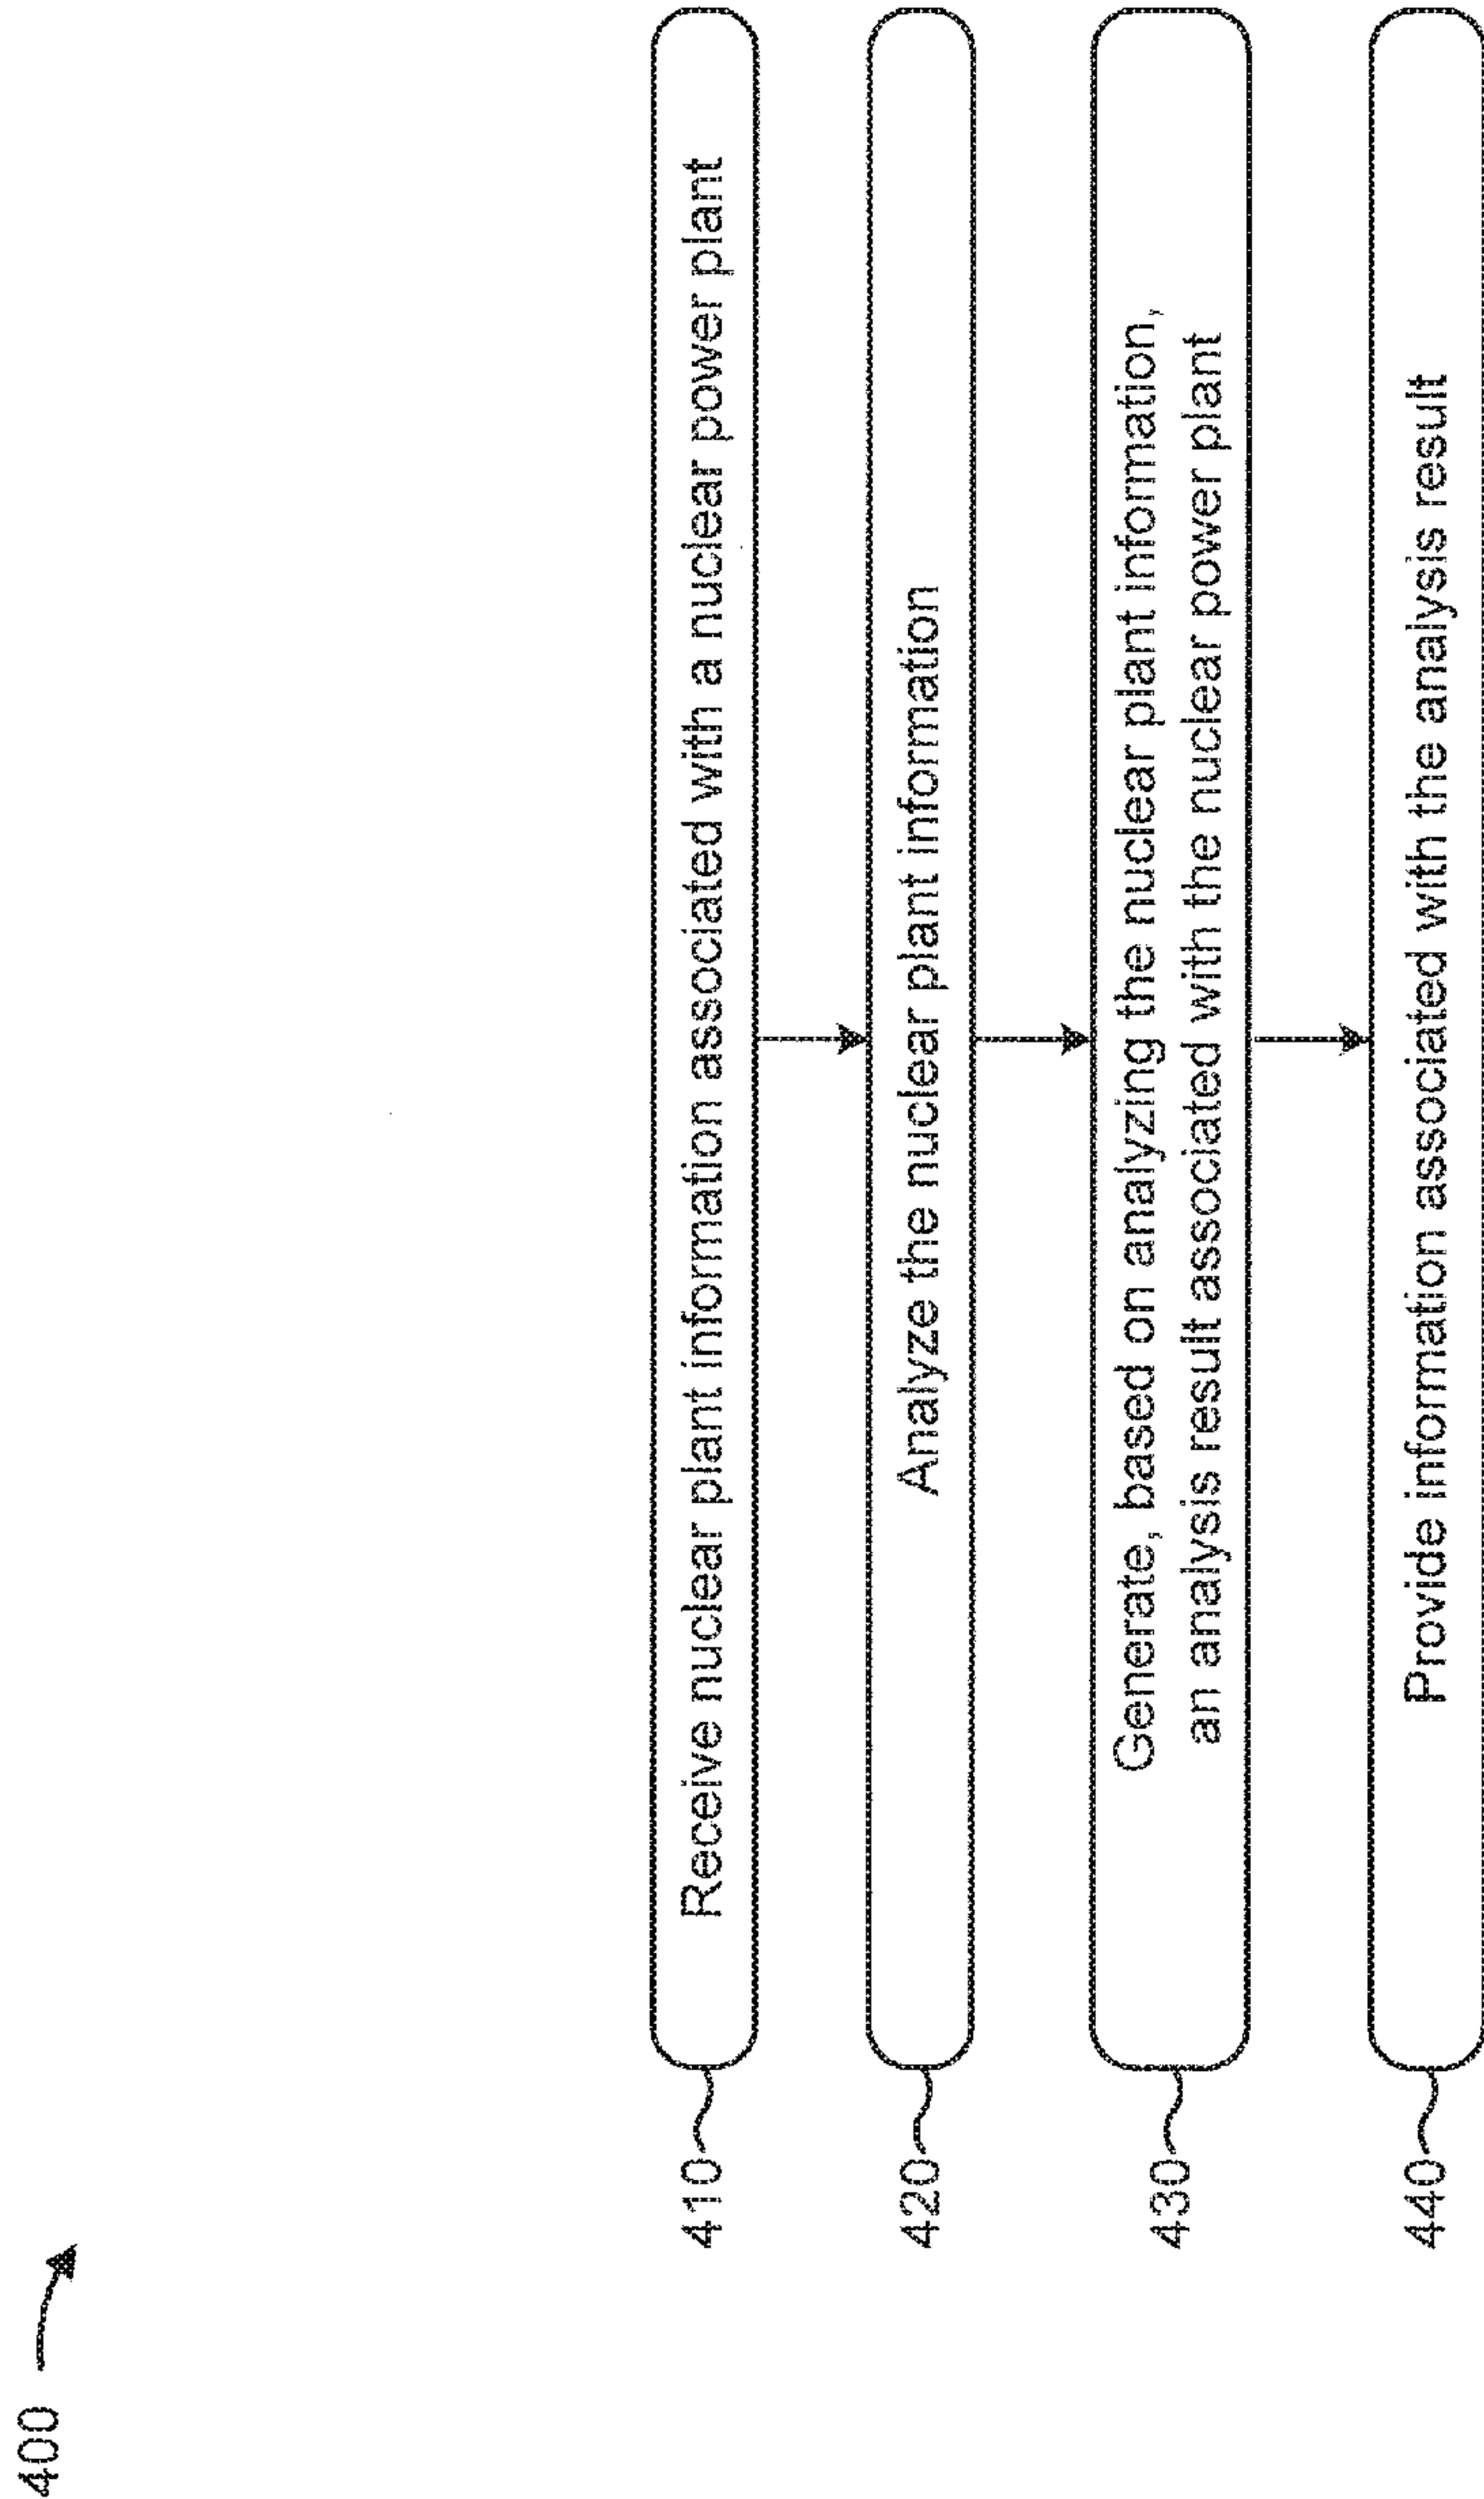 400
410
Receive nuclear plant information associated with a nuclear power plant
420
Analyze the nuclear plant information
430
Generate, based on analyzing the nuclear plant information,
an analysis result associated with the nuclear power plant
440
Provide information associated with the analysis result